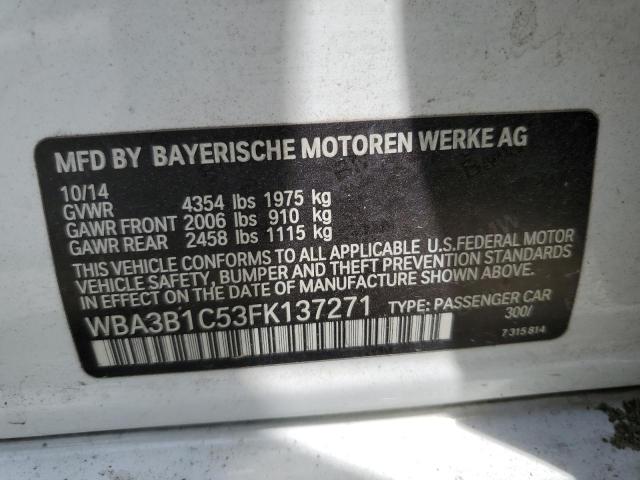 MFD BY BAYERISCHE MOTOREN WERKE AG
10/14
GVWR 4354 lbs 1975 kg
GAWR FRONT 2006 lbs 910 kg
GAWR REAR 2458 lbs 1115 kg
THIS VEHICLE CONFORMS TO ALL APPLICABLE U.S.FEDERAL MOTOR
VEHICLE SAFETY, BUMPER AND THEFT PREVENTION STANDARDS
IN EFFECT ON THE DATE OF MANUFACTURE SHOWN ABOVE.
WBA3B1C53FK137271 TYPE: PASSENGER CAR
300/
7315814